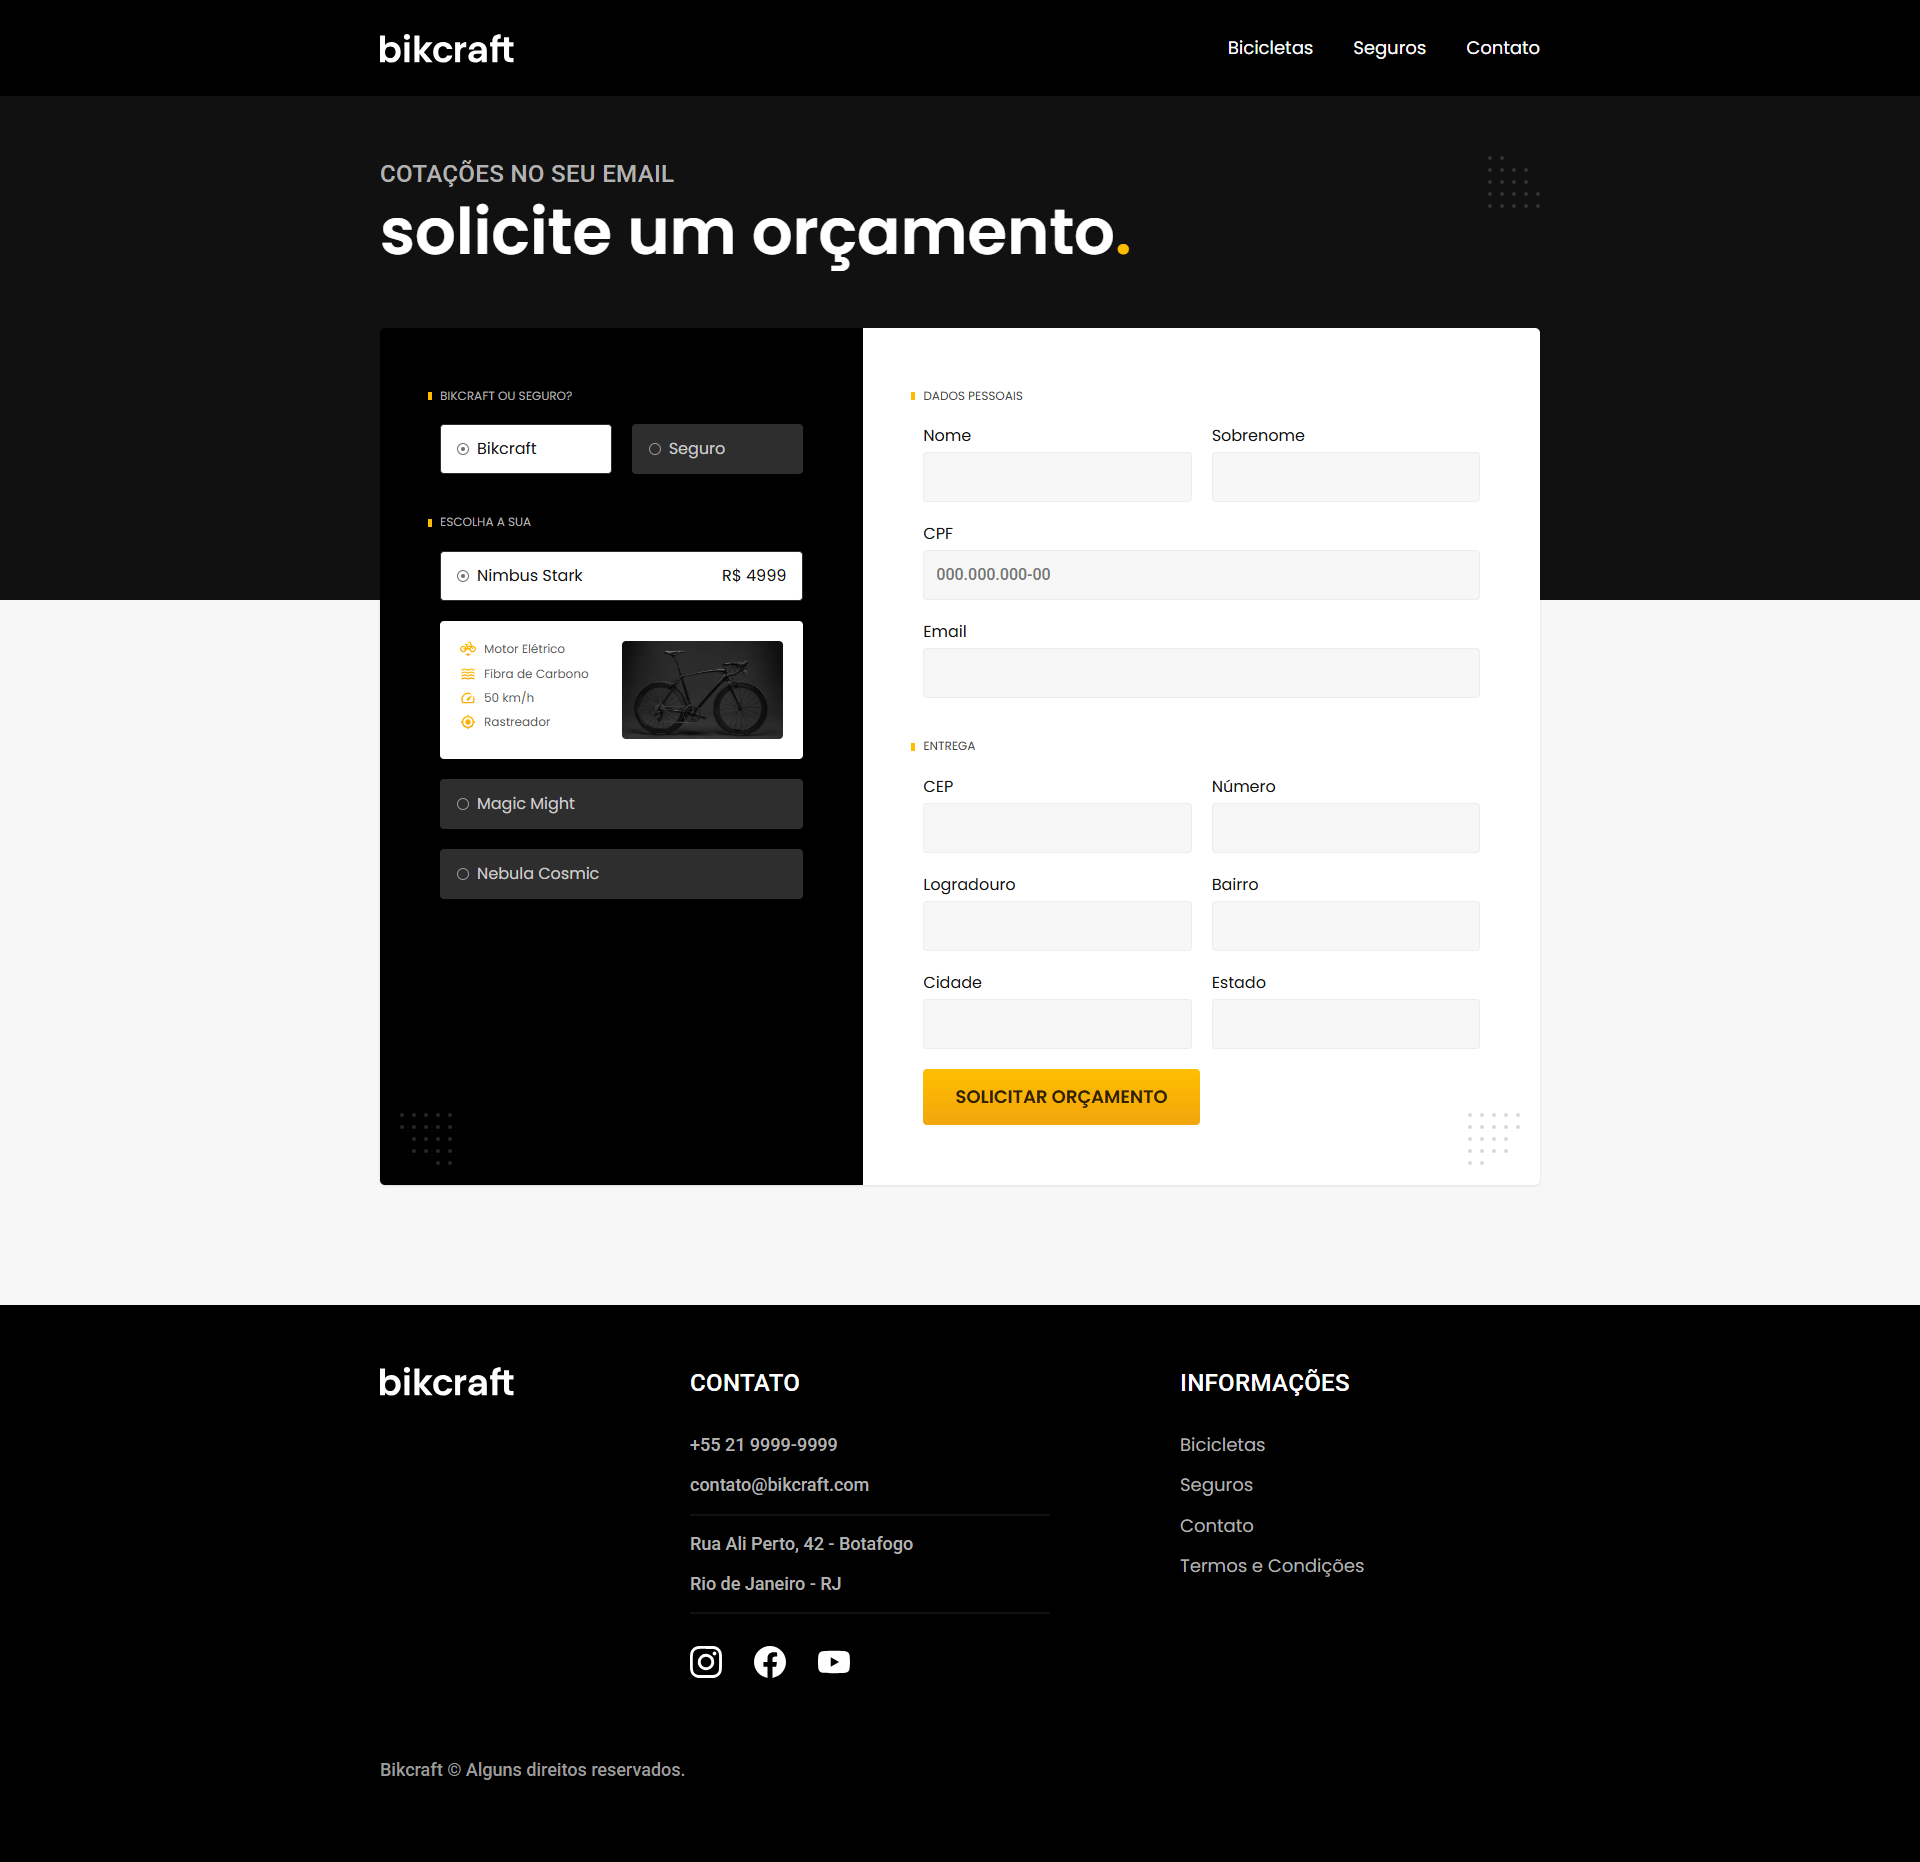 bikcraft
Bicicletas Seguros Contato
COTAÇÕES NO SEU EMAIL
solicite um orçamento.
BIKCRAFT OU SEGURO?
Bikcraft Seguro
ESCOLHA A SUA
Nimbus Stark R$ 4999
Motor Elétrico
Fibra de Carbono
50 km/h
Rastreador
Magic Might
Nebula Cosmic
DADOS PESSOAIS
Nome Sobrenome
CPF
000.000.000-00
Email
ENTREGA
CEP Número
Logradouro Bairro
Cidade Estado
SOLICITAR ORÇAMENTO
bikcraft
CONTATO
+55 21 9999-9999
contato@bikcraft.com
Rua Ali Perto, 42 - Botafogo
Rio de Janeiro - RJ
INFORMAÇÕES
Bicicletas
Seguros
Contato
Termos e Condições
Bikcraft © Alguns direitos reservados.